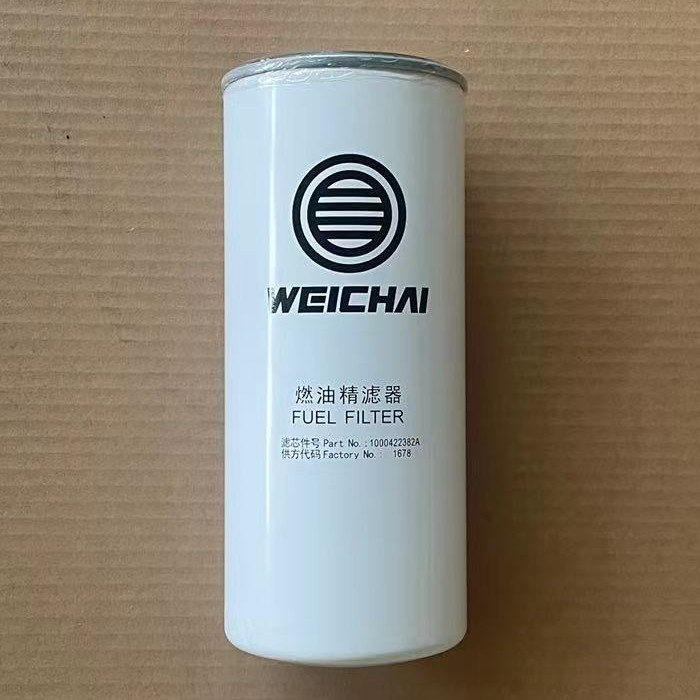 WEICHAI
燃油精滤器
FUEL FILTER
滤芯件号 Part No.:1000422382A
供方代码 Factory No.: 1678